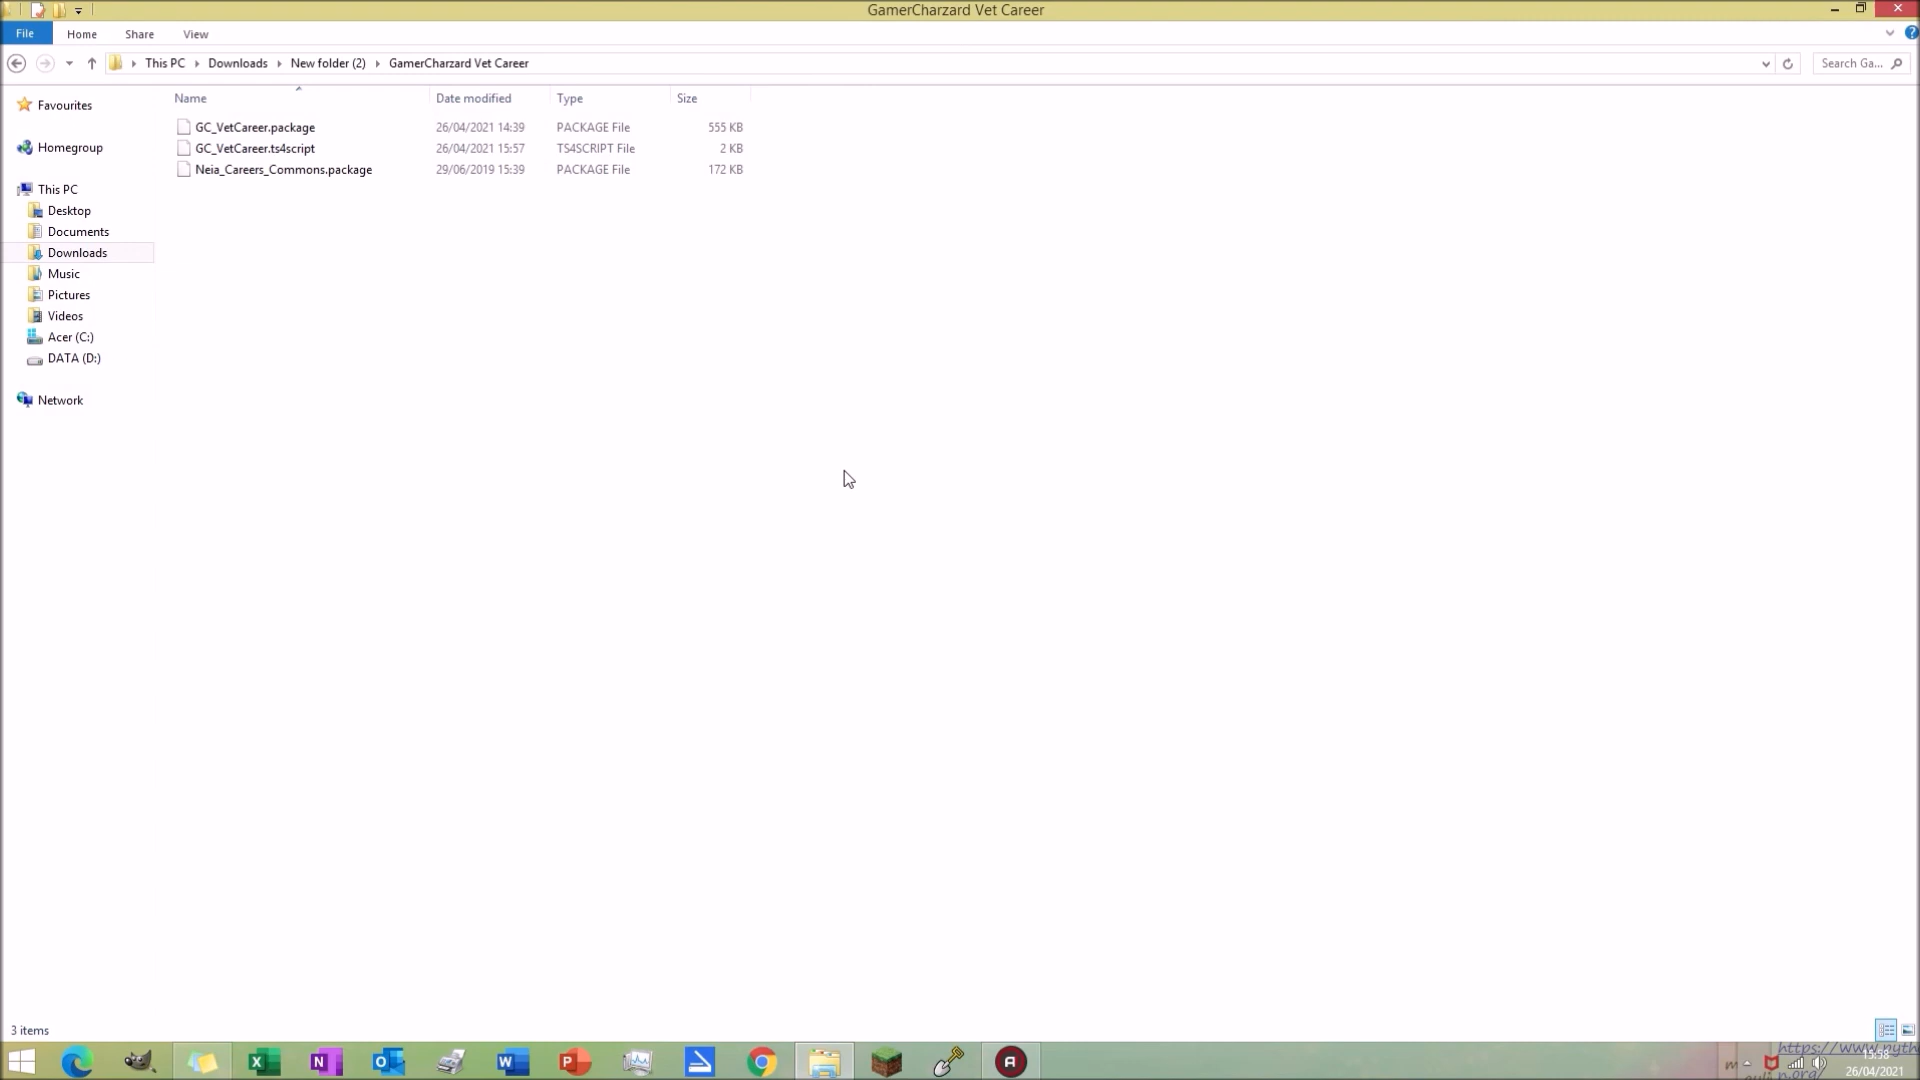 GamerCharzard Vet Career
File Home Share View
This PC Downloads New folder (2) GamerCharzard Vet Career Search Ga...
Name Date modified Type Size
GC_VetCareer.package 26/04/2021 14:39 PACKAGE File 555 KB
GC_VetCareer.ts4script 26/04/2021 15:57 TS4SCRIPT File 2 KB
Neia_Careers_Commons.package 29/06/2019 15:39 PACKAGE File 172 KB
Favourites
Homegroup
This PC
Desktop
Documents
Downloads
Music
Pictures
Videos
Acer (C:)
DATA (D:)
Network
3 items
15:58
26/04/2021